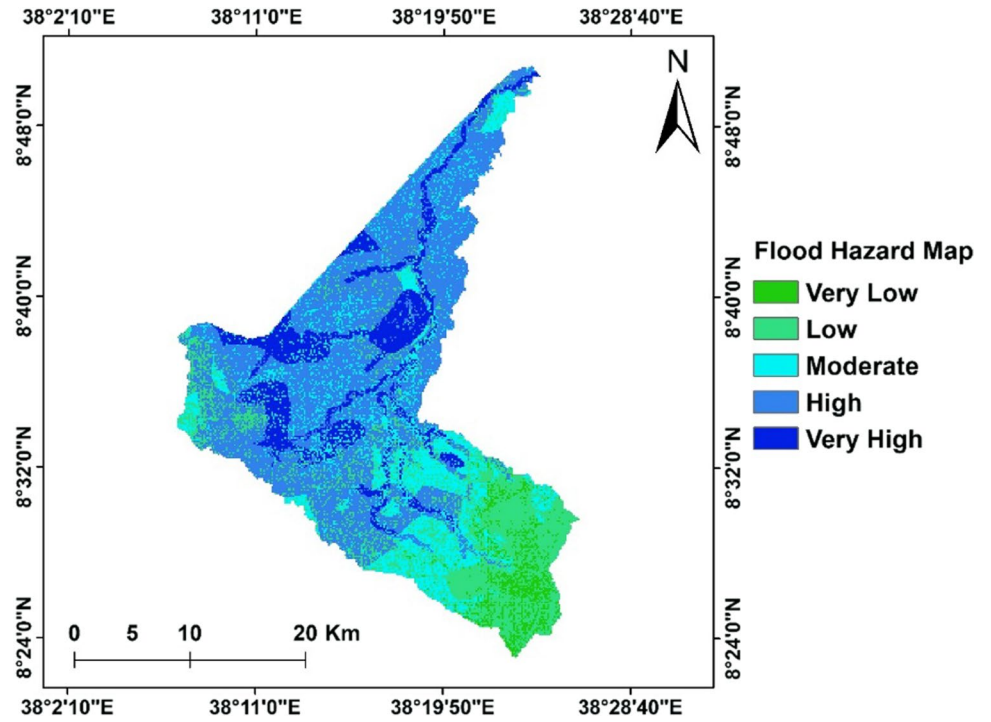 38°2'10"E 38°11'0"E 38°19'50"E 38°28'40"E
N
8°48'0"N 8°48'0"N
Flood Hazard Map
Very Low
8°40'0"N 8°40'0"N
Low
Moderate
High
Very High
8°32'0"N 8°32'0"N
8°24'0"N 8°24'0"N
0 5 10 20 Km
38°2'10"E 38°11'0"E 38°19'50"E 38°28'40"E